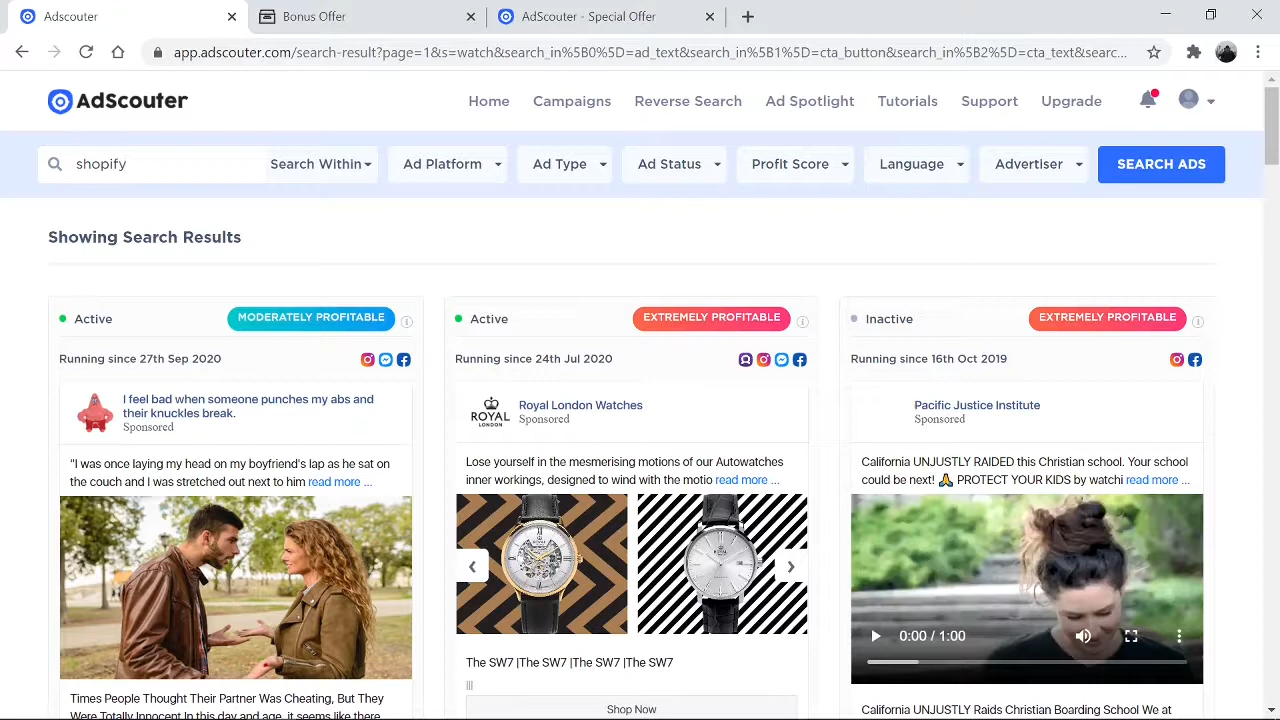 Adscouter
Bonus Offer
AdScouter - Special Offer
app.adscouter.com/search-result?page=1&s=watch&search_in%5B0%5D=ad_text&search_in%5B1%5D=cta_button&search_in%5B2%5D=cta_text&searc...
AdScouter
Home Campaigns Reverse Search Ad Spotlight Tutorials Support Upgrade
shopify Search Within Ad Platform Ad Type Ad Status Profit Score Language Advertiser SEARCH ADS
Showing Search Results
Active MODERATELY PROFITABLE
Running since 27th Sep 2020
I feel bad when someone punches my abs and
their knuckles break.
Sponsored
"I was once laying my head on my boyfriend's lap as he sat on
the couch and I was stretched out next to him read more ...
Times People Thought Their Partner Was Cheating, But They
Were Totally Innocent In this day and age, it seems like there
Active EXTREMELY PROFITABLE
Running since 24th Jul 2020
ROYAL
LONDON
Royal London Watches
Sponsored
Lose yourself in the mesmerising motions of our Autowatches
inner workings, designed to wind with the motio read more ...
The SW7 |The SW7 |The SW7 |The SW7
|||
Shop Now
Inactive EXTREMELY PROFITABLE
Running since 16th Oct 2019
Pacific Justice Institute
Sponsored
California UNJUSTLY RAIDED this Christian school. Your school
could be next! 🙏 PROTECT YOUR KIDS by watchi read more ...
0:00 / 1:00
California UNJUSTLY Raids Christian Boarding School We at